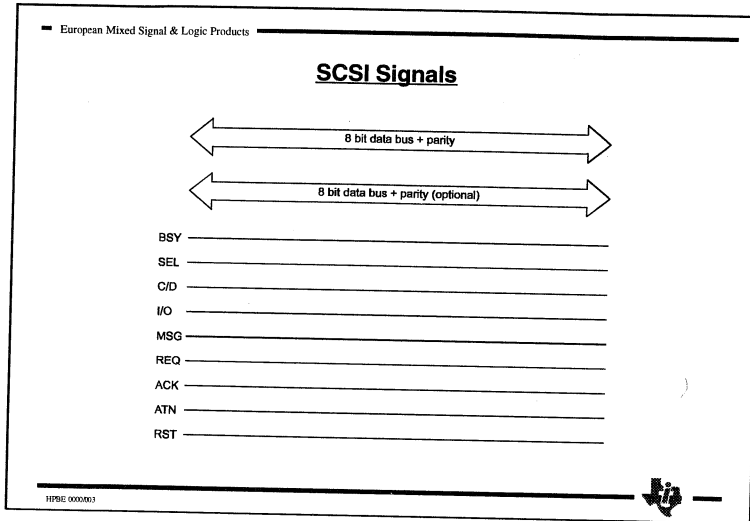 European Mixed Signal & Logic Products
SCSI Signals
8 bit data bus + parity
8 bit data bus + parity (optional)
BSY
SEL
C/D
I/O
MSG
REQ
ACK
ATN
RST
HPBE 0000/003